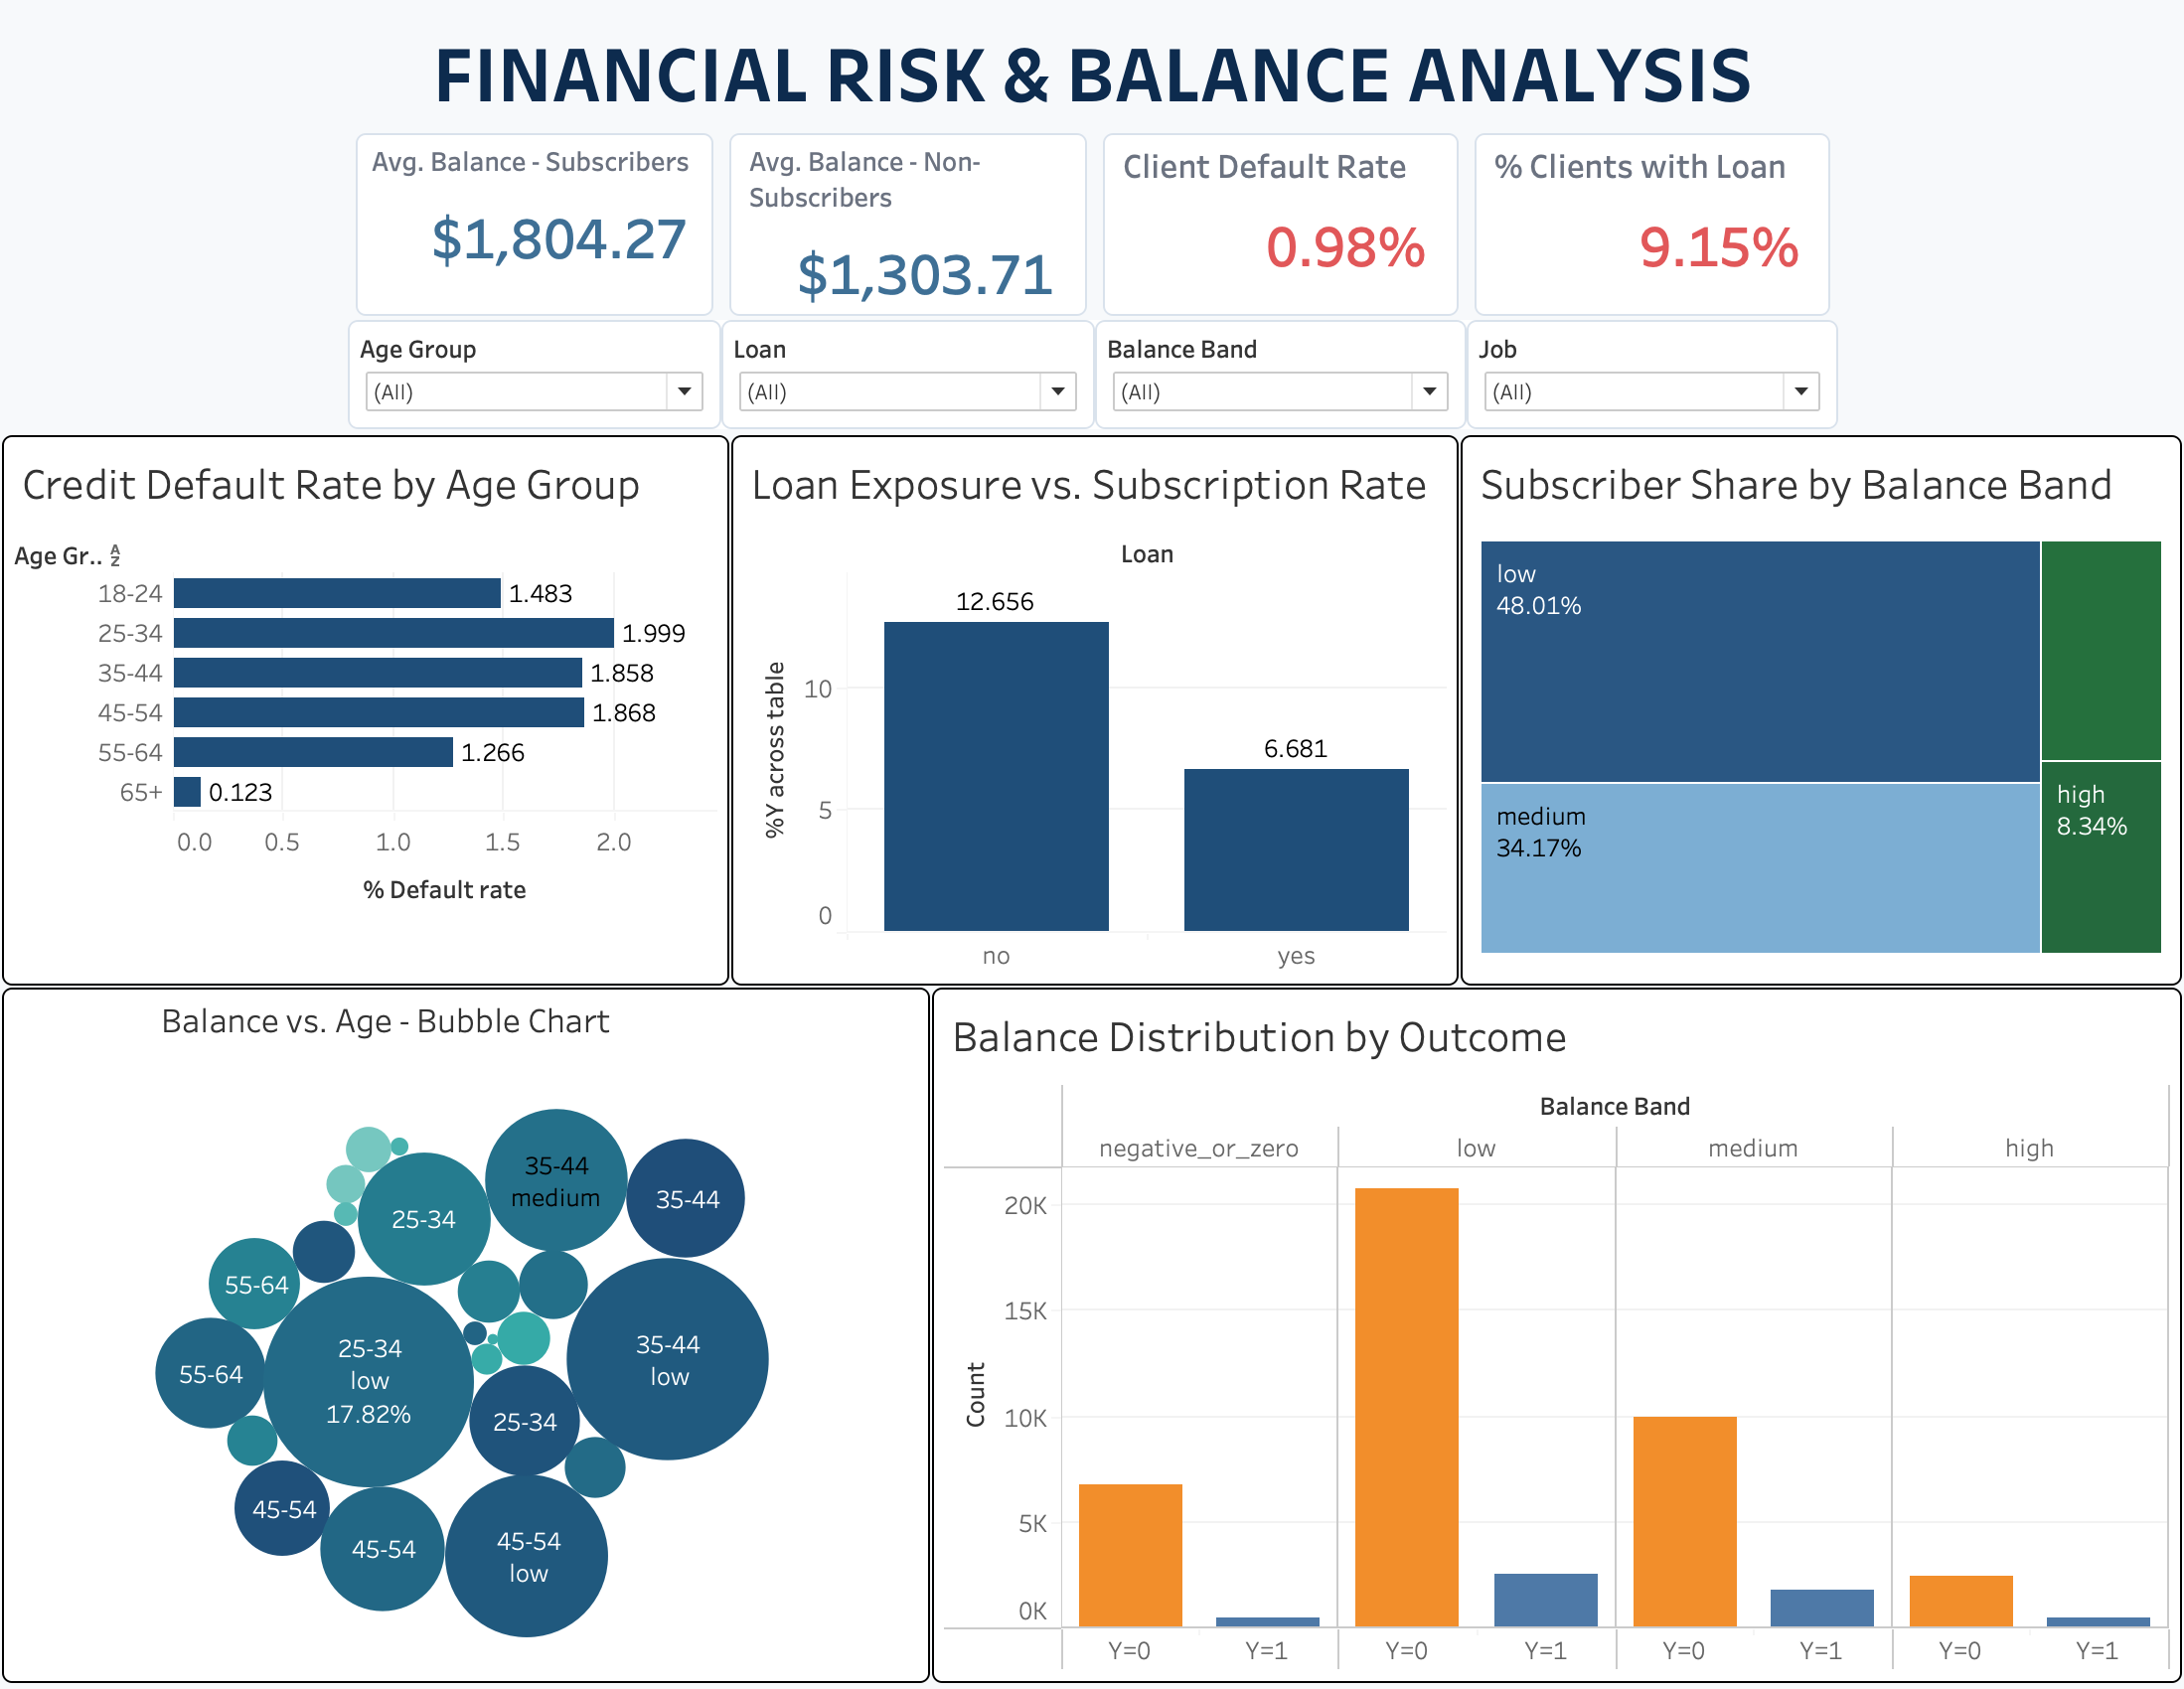 FINANCIAL RISK & BALANCE ANALYSIS
Avg. Balance - Subscribers
$1,804.27
Avg. Balance - Non-
Subscribers
$1,303.71
Client Default Rate
0.98%
% Clients with Loan
9.15%
Age Group
(All)
Loan
(All)
Balance Band
(All)
Job
(All)
Credit Default Rate by Age Group
Age Gr..
18-24
1.483
25-34
1.999
35-44
1.858
45-54
1.868
55-64
1.266
65+
0.123
0.0
0.5
1.0
1.5
2.0
% Default rate
Loan Exposure vs. Subscription Rate
Loan
12.656
6.681
%Y across table
10
5
0
no
yes
Subscriber Share by Balance Band
low
48.01%
medium
34.17%
high
8.34%
Balance vs. Age - Bubble Chart
35-44
medium
35-44
25-34
55-64
25-34
low
17.82%
35-44
low
55-64
25-34
45-54
45-54
45-54
low
Balance Distribution by Outcome
Balance Band
negative_or_zero
low
medium
high
Count
20K
15K
10K
5K
0K
Y=0
Y=1
Y=0
Y=1
Y=0
Y=1
Y=0
Y=1